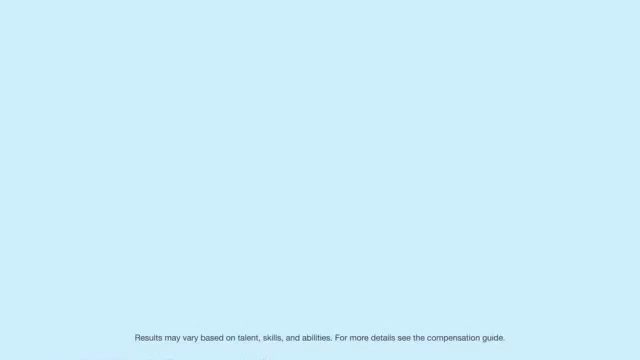 Results may vary based on talent, skills, and abilities. For more details see the compensation guide.